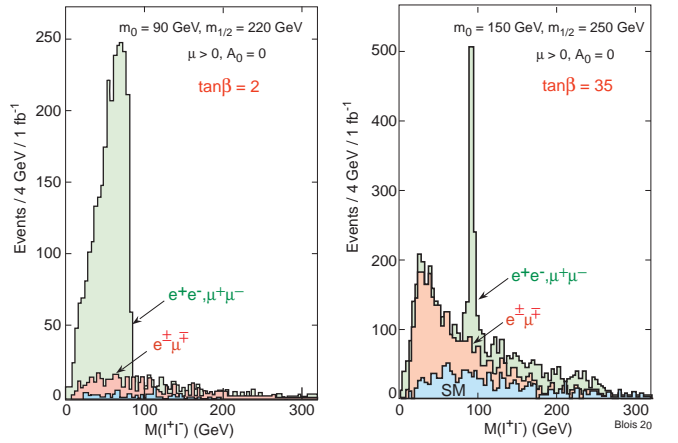 m0 = 90 GeV, m1/2 = 220 GeV
μ > 0, A0 = 0
tanβ = 2
Events / 4 GeV / 1 fb-1
250
200
150
100
50
0
e+e-,μ+μ−
e±μ∓
0
100
200
300
M(l+l-) (GeV)
m0 = 150 GeV, m1/2 = 250 GeV
μ > 0, A0 = 0
tanβ = 35
Events / 4 GeV / 1 fb-1
500
400
300
200
100
0
e+e-,μ+μ−
e±μ∓
SM
0
100
200
300
M(l+l-) (GeV)
Blois 20